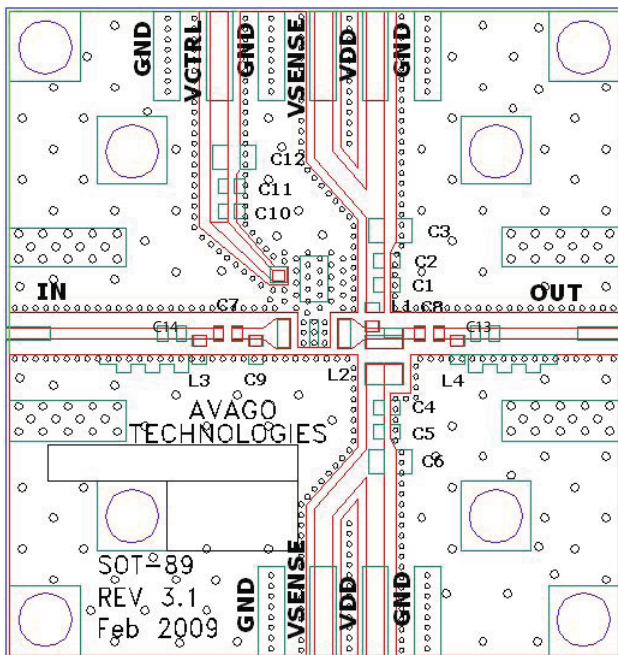 GND
VCTRL
GND
VSENSE
VDD
GND
C12
C11
C10
C3
C2
C1
IN
OUT
C7
L1
C8
C14
C13
L3
C9
L2
L4
AVAGO
TECHNOLOGIES
C4
C5
C6
SOT-89
REV 3.1
Feb 2009
GND
VSENSE
VDD
GND